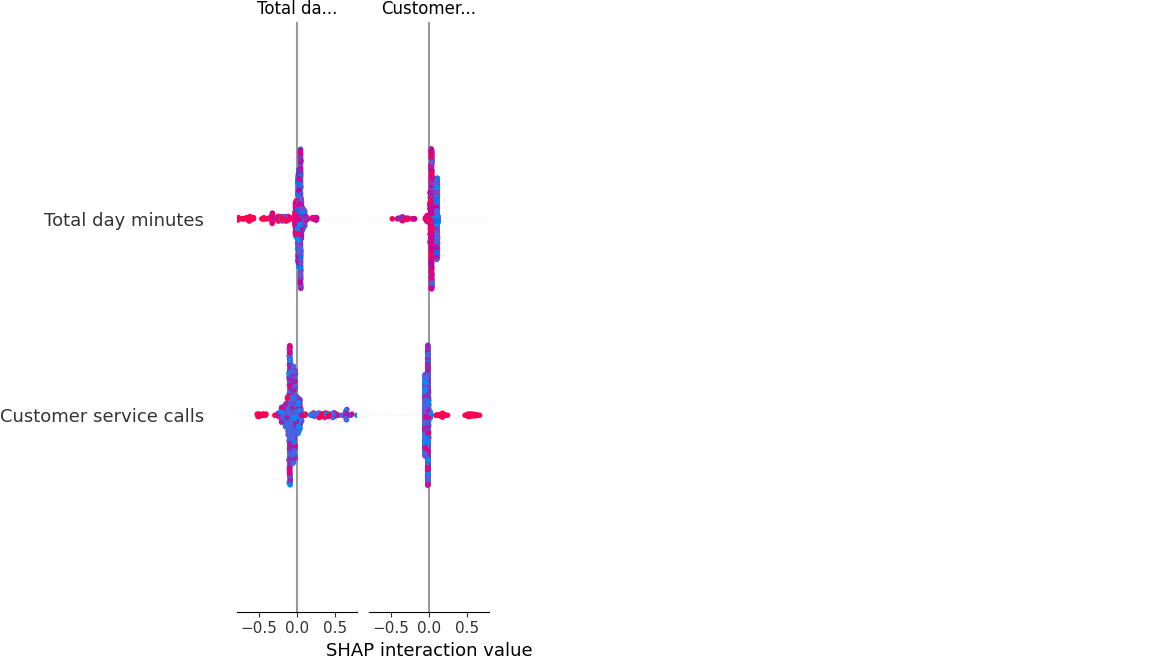 Total da... Customer...
Total day minutes
Customer service calls
−0.5 0.0 0.5 −0.5 0.0 0.5
SHAP interaction value